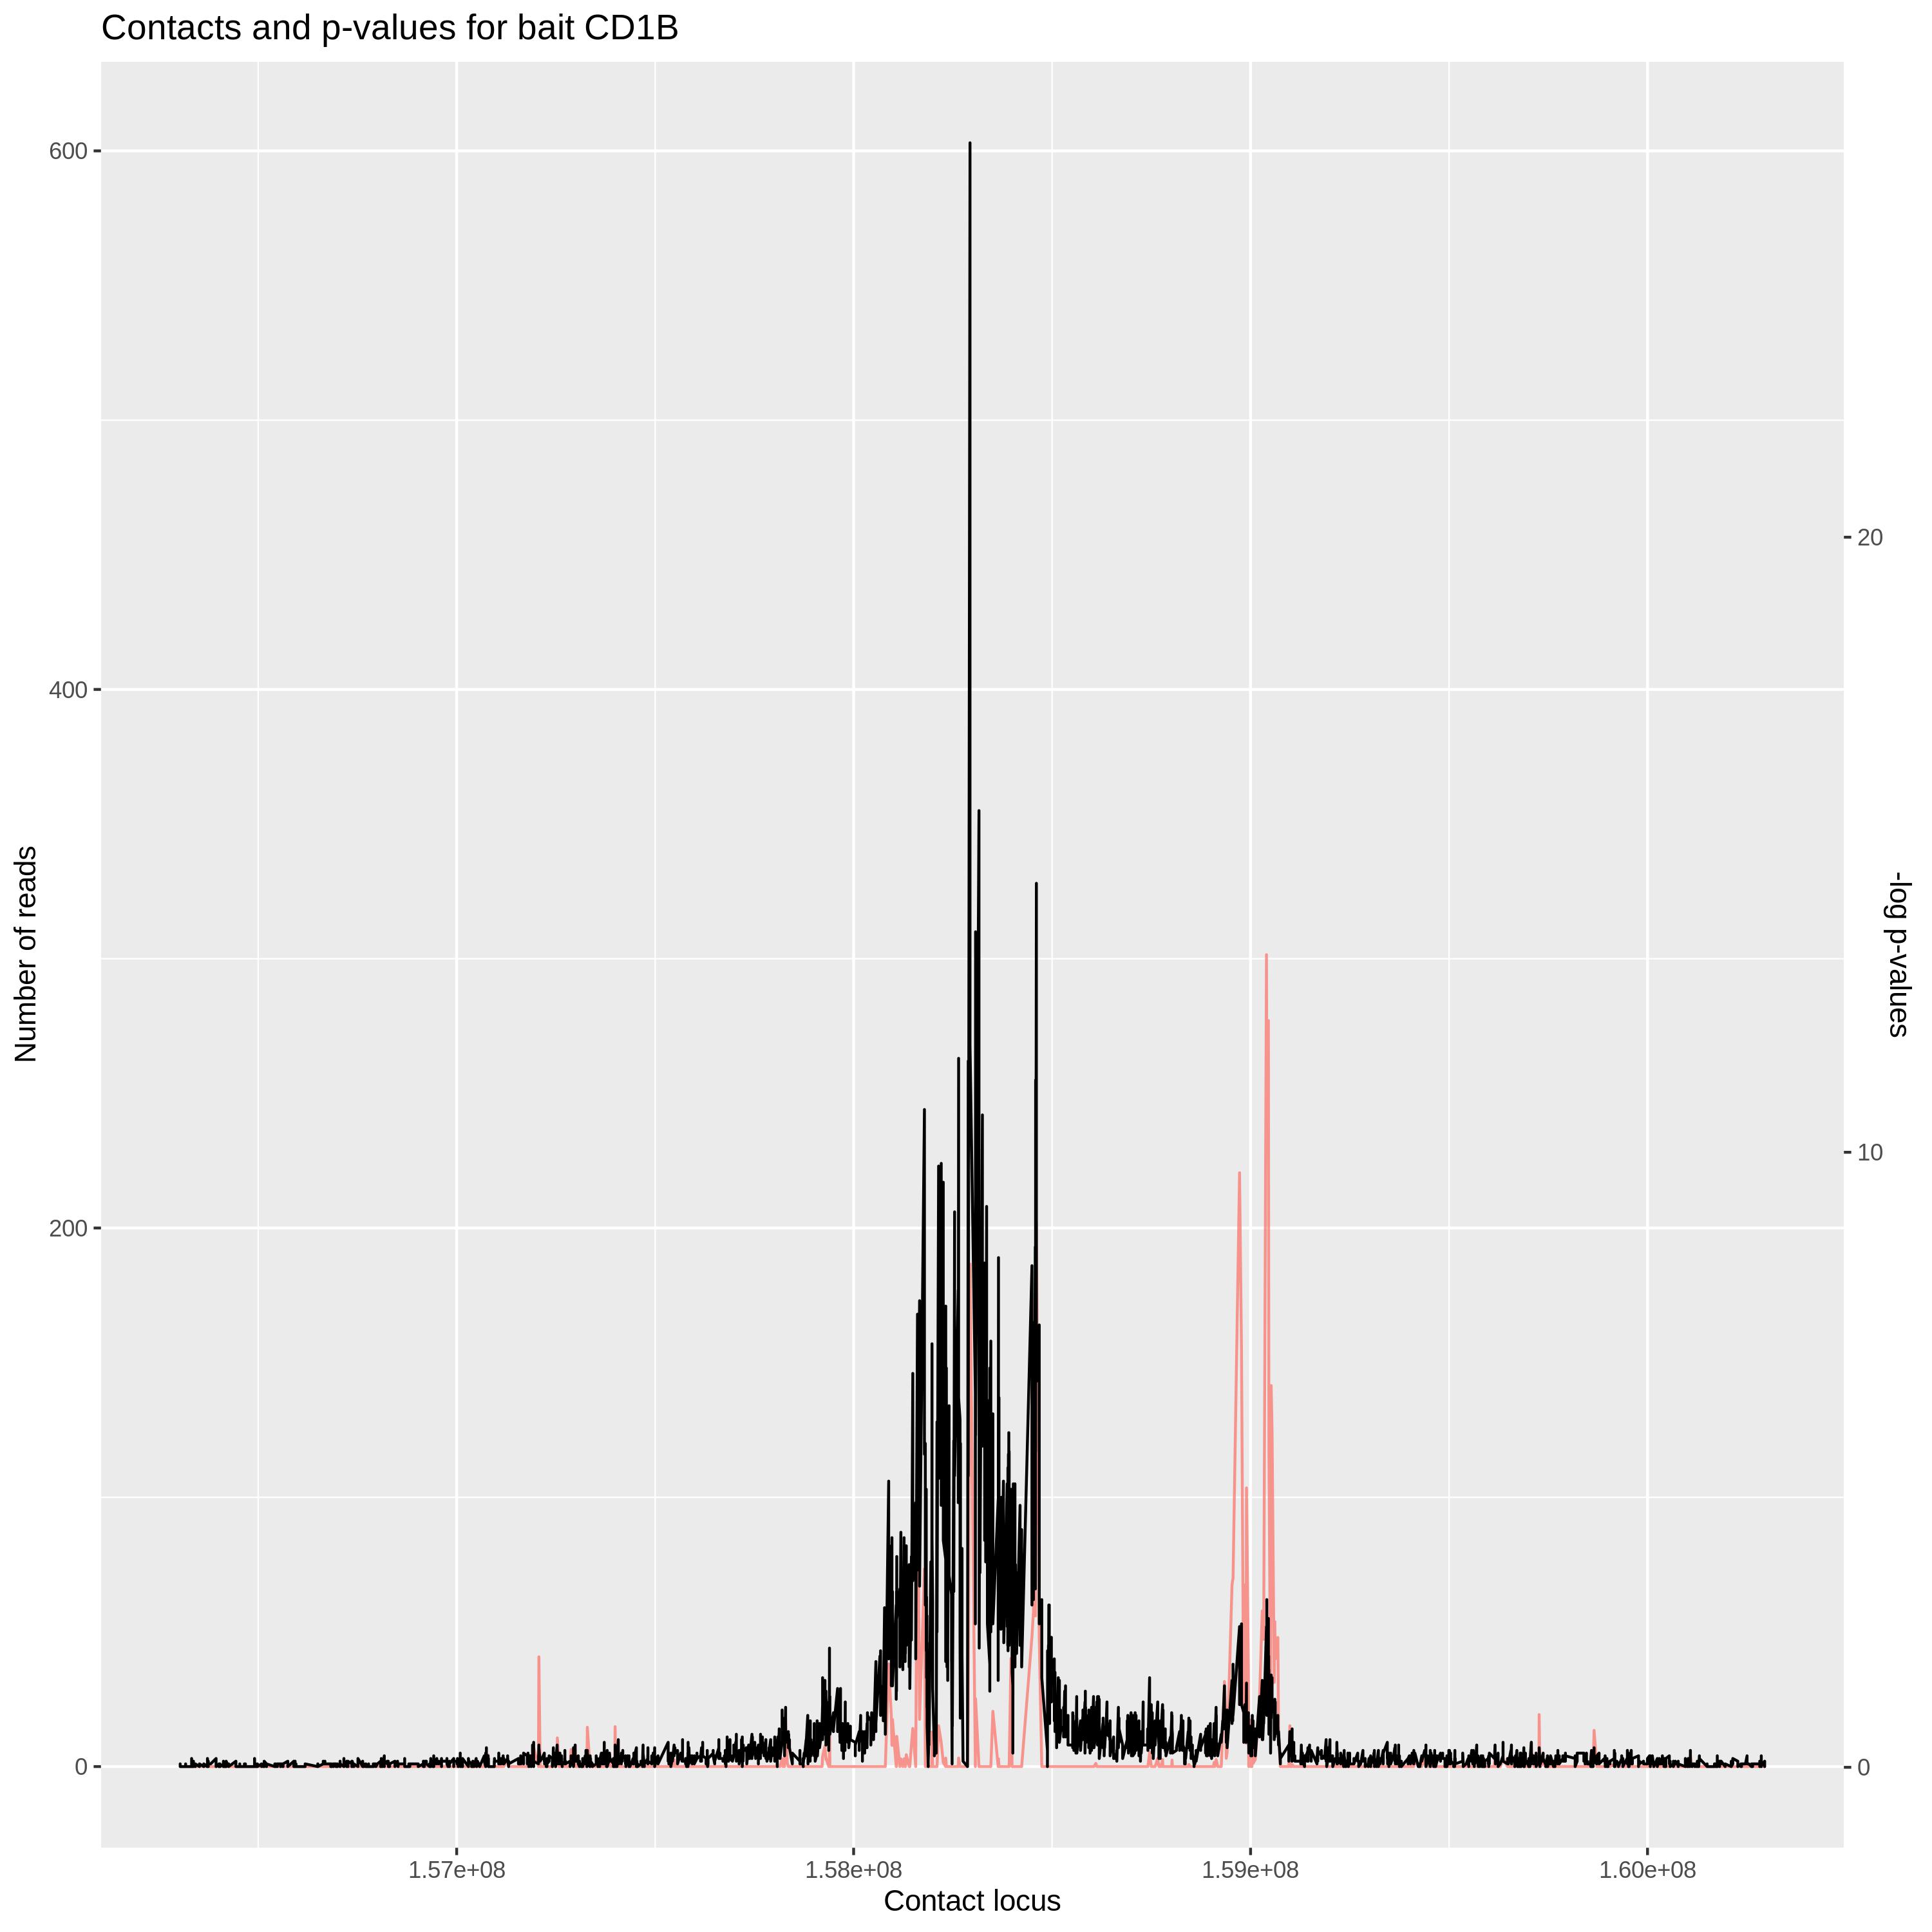 Contacts and p-values for bait CD1B
600
400
200
0
Number of reads
20
10
0
-log p-values
1.57e+08
1.58e+08
1.59e+08
1.60e+08
Contact locus